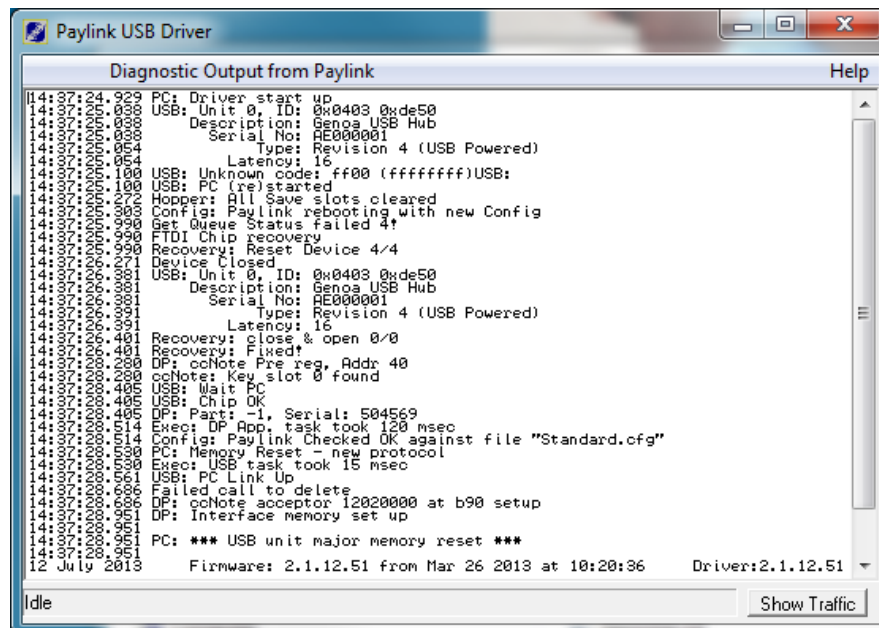 Paylink USB Driver
Diagnostic Output from Paylink Help
14:37:24.929 PC: Driver start up
14:37:25.038 USB: Unit 0, ID: 0x0403 0xde50
14:37:25.038 Description: Genoa USB Hub
14:37:25.038 Serial No: AE000001
14:37:25.054 Type: Revision 4 (USB Powered)
14:37:25.054 Latency: 16
14:37:25.100 USB: Unknown code: ff00 (ffffffff)USB:
14:37:25.100 USB: PC (re)started
14:37:25.272 Hopper: All Save slots cleared
14:37:25.303 Config: Paylink rebooting with new Config
14:37:25.990 Get Queue Status failed 4!
14:37:25.990 FTDI Chip recovery
14:37:25.990 Recovery: Reset Device 4/4
14:37:26.271 Device Closed
14:37:26.381 USB: Unit 0, ID: 0x0403 0xde50
14:37:26.381 Description: Genoa USB Hub
14:37:26.381 Serial No: AE000001
14:37:26.391 Type: Revision 4 (USB Powered)
14:37:26.391 Latency: 16
14:37:26.401 Recovery: close & open 0/0
14:37:26.401 Recovery: Fixed!
14:37:28.280 DP: ccNote Pre reg, Addr 40
14:37:28.280 ccNote: Key slot 0 found
14:37:28.405 USB: Wait PC
14:37:28.405 USB: Chip OK
14:37:28.405 DP: Part: -1, Serial: 504569
14:37:28.514 Exec: DP App. task took 120 msec
14:37:28.514 Config: Paylink Checked OK against file "Standard.cfg"
14:37:28.530 PC: Memory Reset - new protocol
14:37:28.530 Exec: USB task took 15 msec
14:37:28.561 USB: PC Link Up
14:37:28.686 Failed call to delete
14:37:28.686 DP: ccNote acceptor 12020000 at b90 setup
14:37:28.951 DP: Interface memory set up
14:37:28.951
14:37:28.951 PC: *** USB unit major memory reset ***
14:37:28.951
12 July 2013 Firmware: 2.1.12.51 from Mar 26 2013 at 10:20:36 Driver:2.1.12.51
Idle Show Traffic